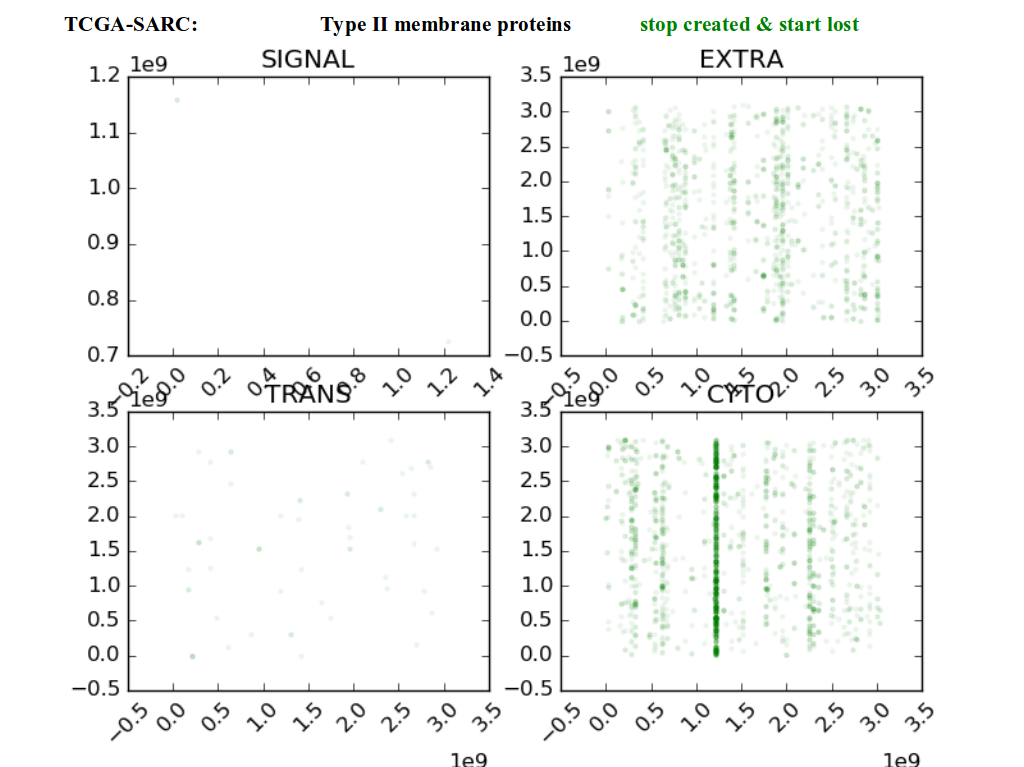 TCGA-SARC: Type II membrane proteins stop created & start lost
1e9 SIGNAL 1e9 EXTRA
1.2 1.1 1.0 0.9 0.8 0.7
−0.2 0.0 0.2 0.4 0.6 0.8 1.0 1.2 1.4
3.5 3.0 2.5 2.0 1.5 1.0 0.5 0.0 −0.5
−0.5 0.0 0.5 1.0 1.5 2.0 2.5 3.0 3.5
1e9 TRANS 1e9 CYTO
3.5 3.0 2.5 2.0 1.5 1.0 0.5 0.0 −0.5
−0.5 0.0 0.5 1.0 1.5 2.0 2.5 3.0 3.5
1e9
3.5 3.0 2.5 2.0 1.5 1.0 0.5 0.0 −0.5
−0.5 0.0 0.5 1.0 1.5 2.0 2.5 3.0 3.5
1e9